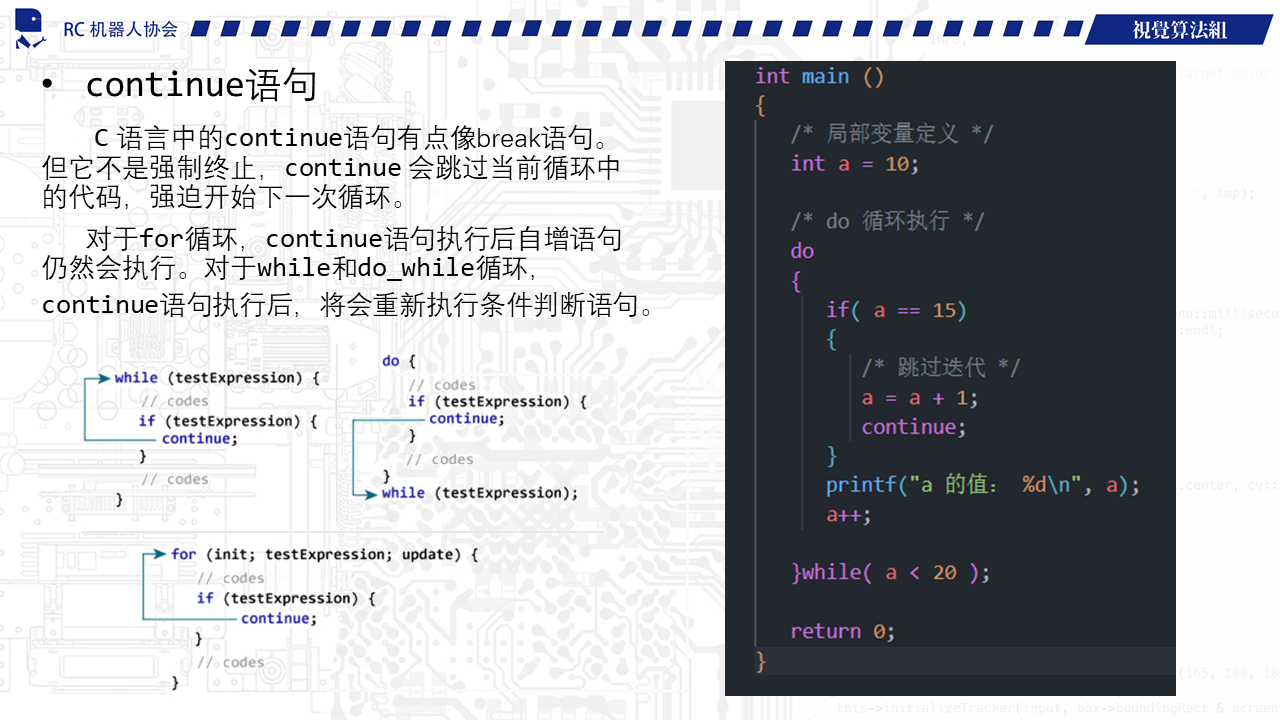 RC 机器人协会
視覺算法組
• continue语句
C 语言中的continue语句有点像break语句。
但它不是强制终止，continue 会跳过当前循环中
的代码，强迫开始下一次循环。
对于for循环，continue语句执行后自增语句
仍然会执行。对于while和do_while循环，
continue语句执行后，将会重新执行条件判断语句。
while (testExpression) {
// codes
if (testExpression) {
continue;
}
// codes
}
do {
// codes
if (testExpression) {
continue;
}
// codes
}
while (testExpression);
for (init; testExpression; update) {
// codes
if (testExpression) {
continue;
}
// codes
}
int main ()
{
/* 局部变量定义 */
int a = 10;
/* do 循环执行 */
do
{
if( a == 15)
{
/* 跳过迭代 */
a = a + 1;
continue;
}
printf("a 的值： %d\n", a);
a++;
}while( a < 20 );
return 0;
}
this->initializeTracker(input, box->boundingRect & screen